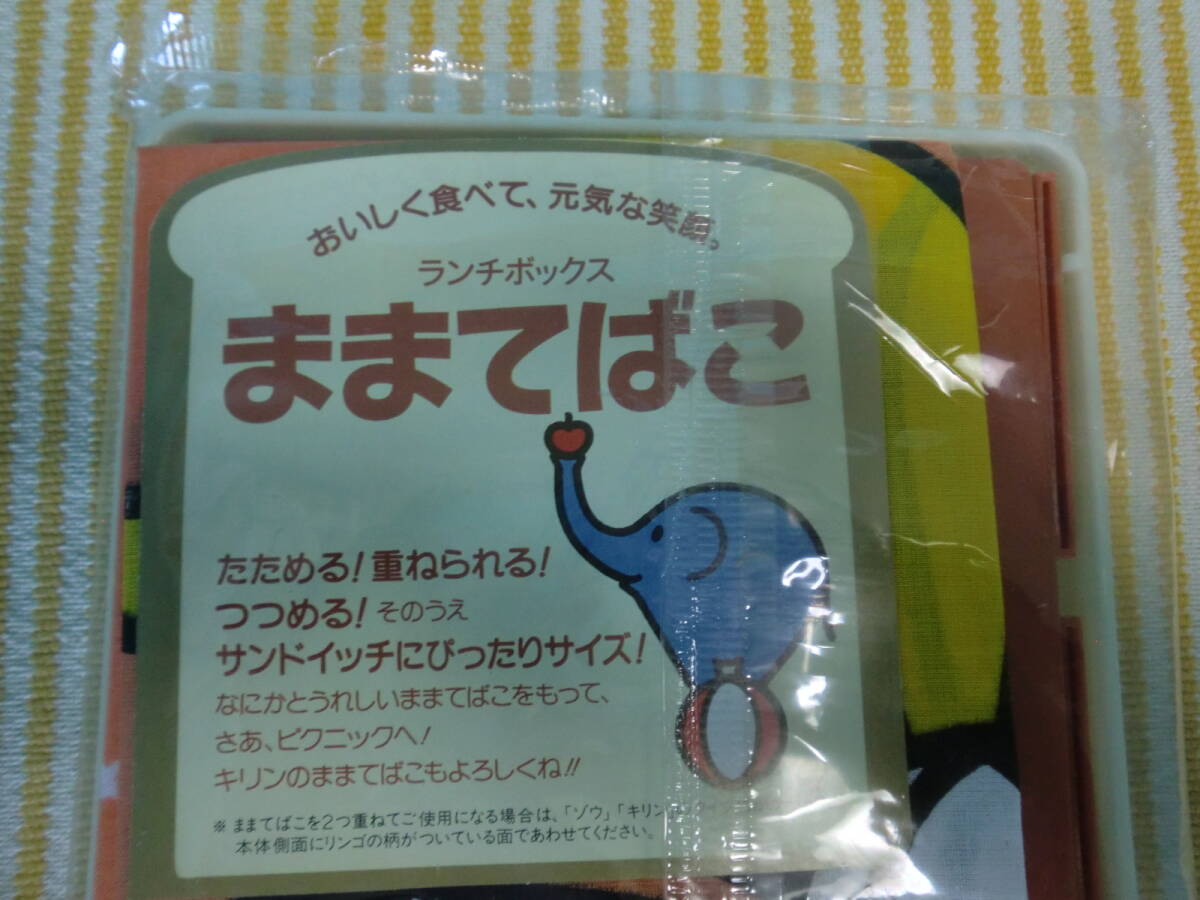 おいしく食べて、元気な笑顔。
ランチボックス
ままてばこ
たためる！重ねられる！
つつめる！そのうえ
サンドイッチにぴったりサイズ！
なにかとうれしいままてばこをもって、
さあ、ピクニックへ！
キリンのままてばこもよろしくね!!
※ ままてばこを2つ重ねてご使用になる場合は、「ゾウ」「キリン
本体側面にリンゴの柄がついている面であわせてください。